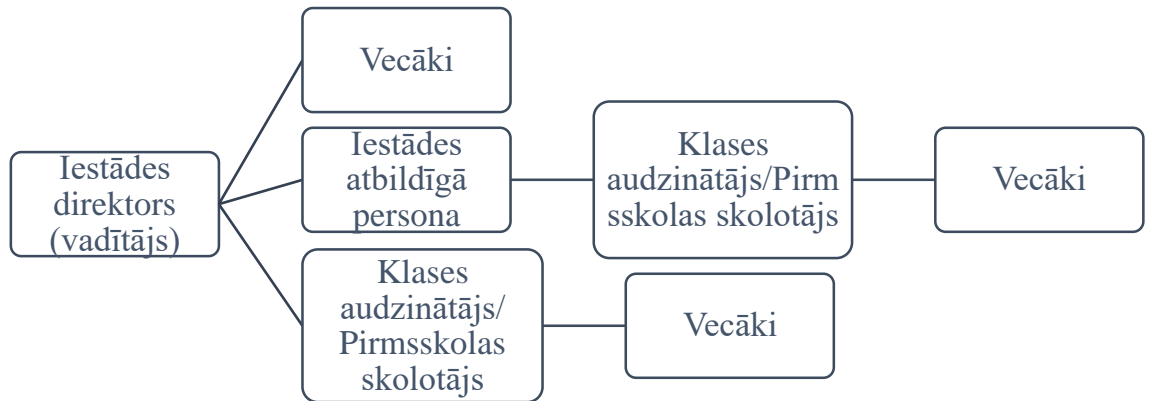 Vecāki
Iestādes
direktors
(vadītājs)
Iestādes
atbildīgā
persona
Klases
audzinātājs/Pirm
sskolas skolotājs
Vecāki
Klases
audzinātājs/
Pirmsskolas
skolotājs
Vecāki